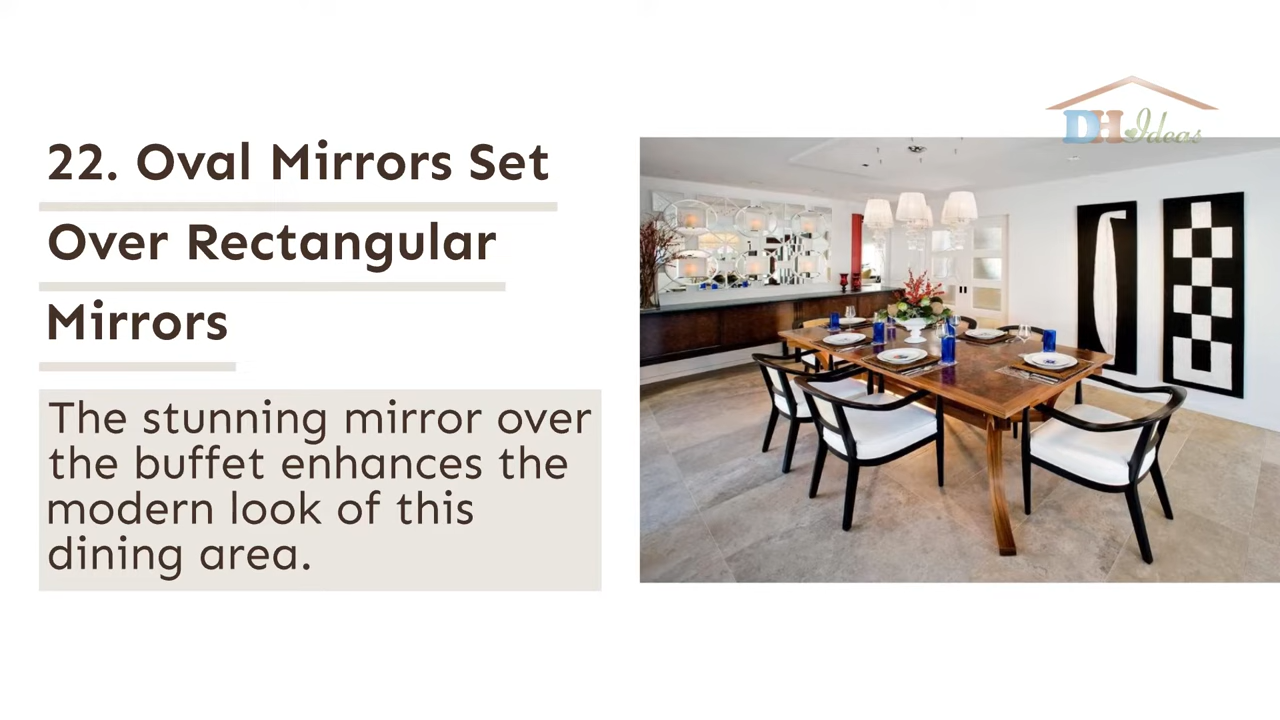 22. Oval Mirrors Set
Over Rectangular
Mirrors
The stunning mirror over
the buffet enhances the
modern look of this
dining area.
DH Ideas